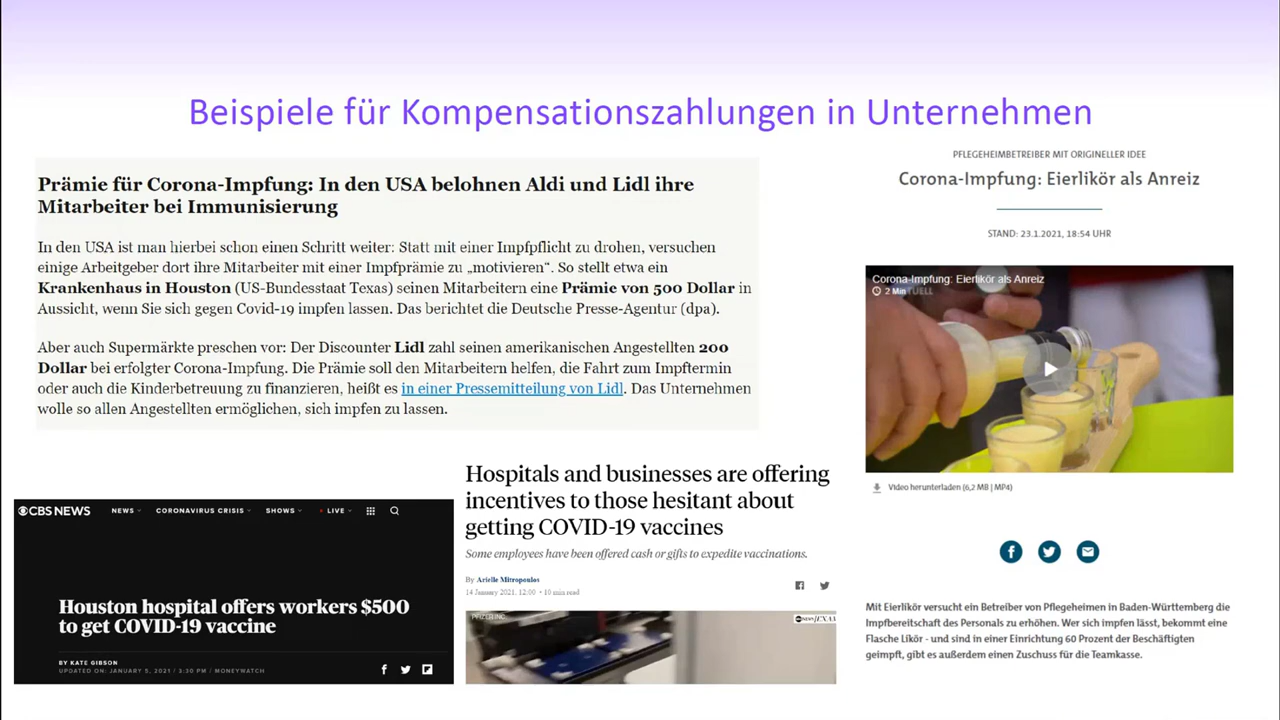 Beispiele für Kompensationszahlungen in Unternehmen
Prämie für Corona-Impfung: In den USA belohnen Aldi und Lidl ihre
Mitarbeiter bei Immunisierung
In den USA ist man hierbei schon einen Schritt weiter: Statt mit einer Impfpflicht zu drohen, versuchen
einige Arbeitgeber dort ihre Mitarbeiter mit einer Impfprämie zu „motivieren“. So stellt etwa ein
Krankenhaus in Houston (US-Bundesstaat Texas) seinen Mitarbeitern eine Prämie von 500 Dollar in
Aussicht, wenn Sie sich gegen Covid-19 impfen lassen. Das berichtet die Deutsche Presse-Agentur (dpa).
Aber auch Supermärkte preschen vor: Der Discounter Lidl zahl seinen amerikanischen Angestellten 200
Dollar bei erfolgter Corona-Impfung. Die Prämie soll den Mitarbeitern helfen, die Fahrt zum Impftermin
oder auch die Kinderbetreuung zu finanzieren, heißt es in einer Pressemitteilung von Lidl. Das Unternehmen
wolle so allen Angestellten ermöglichen, sich impfen zu lassen.
PFLEGEHEIMBETREIBER MIT ORIGINELLER IDEE
Corona-Impfung: Eierlikör als Anreiz
STAND: 23.1.2021, 18:54 UHR
Corona-Impfung: Eierlikör als Anreiz
2 Min
Video herunterladen (6,2 MB | MP4)
Mit Eierlikör versucht ein Betreiber von Pflegeheimen in Baden-Württemberg die
Impfbereitschaft des Personals zu erhöhen. Wer sich impfen lässt, bekommt eine
Flasche Likör - und sind in einer Einrichtung 60 Prozent der Beschäftigten
geimpft, gibt es außerdem einen Zuschuss für die Teamkasse.
CBS NEWS NEWS CORONAVIRUS CRISIS SHOWS LIVE
Houston hospital offers workers $500
to get COVID-19 vaccine
BY KATE GIBSON
UPDATED ON: JANUARY 5, 2021 / 3:30 PM / MONEYWATCH
Hospitals and businesses are offering
incentives to those hesitant about
getting COVID-19 vaccines
Some employees have been offered cash or gifts to expedite vaccinations.
By Arielle Mitropoulos
14 January 2021, 12:00 • 10 min read
PFIZER INC